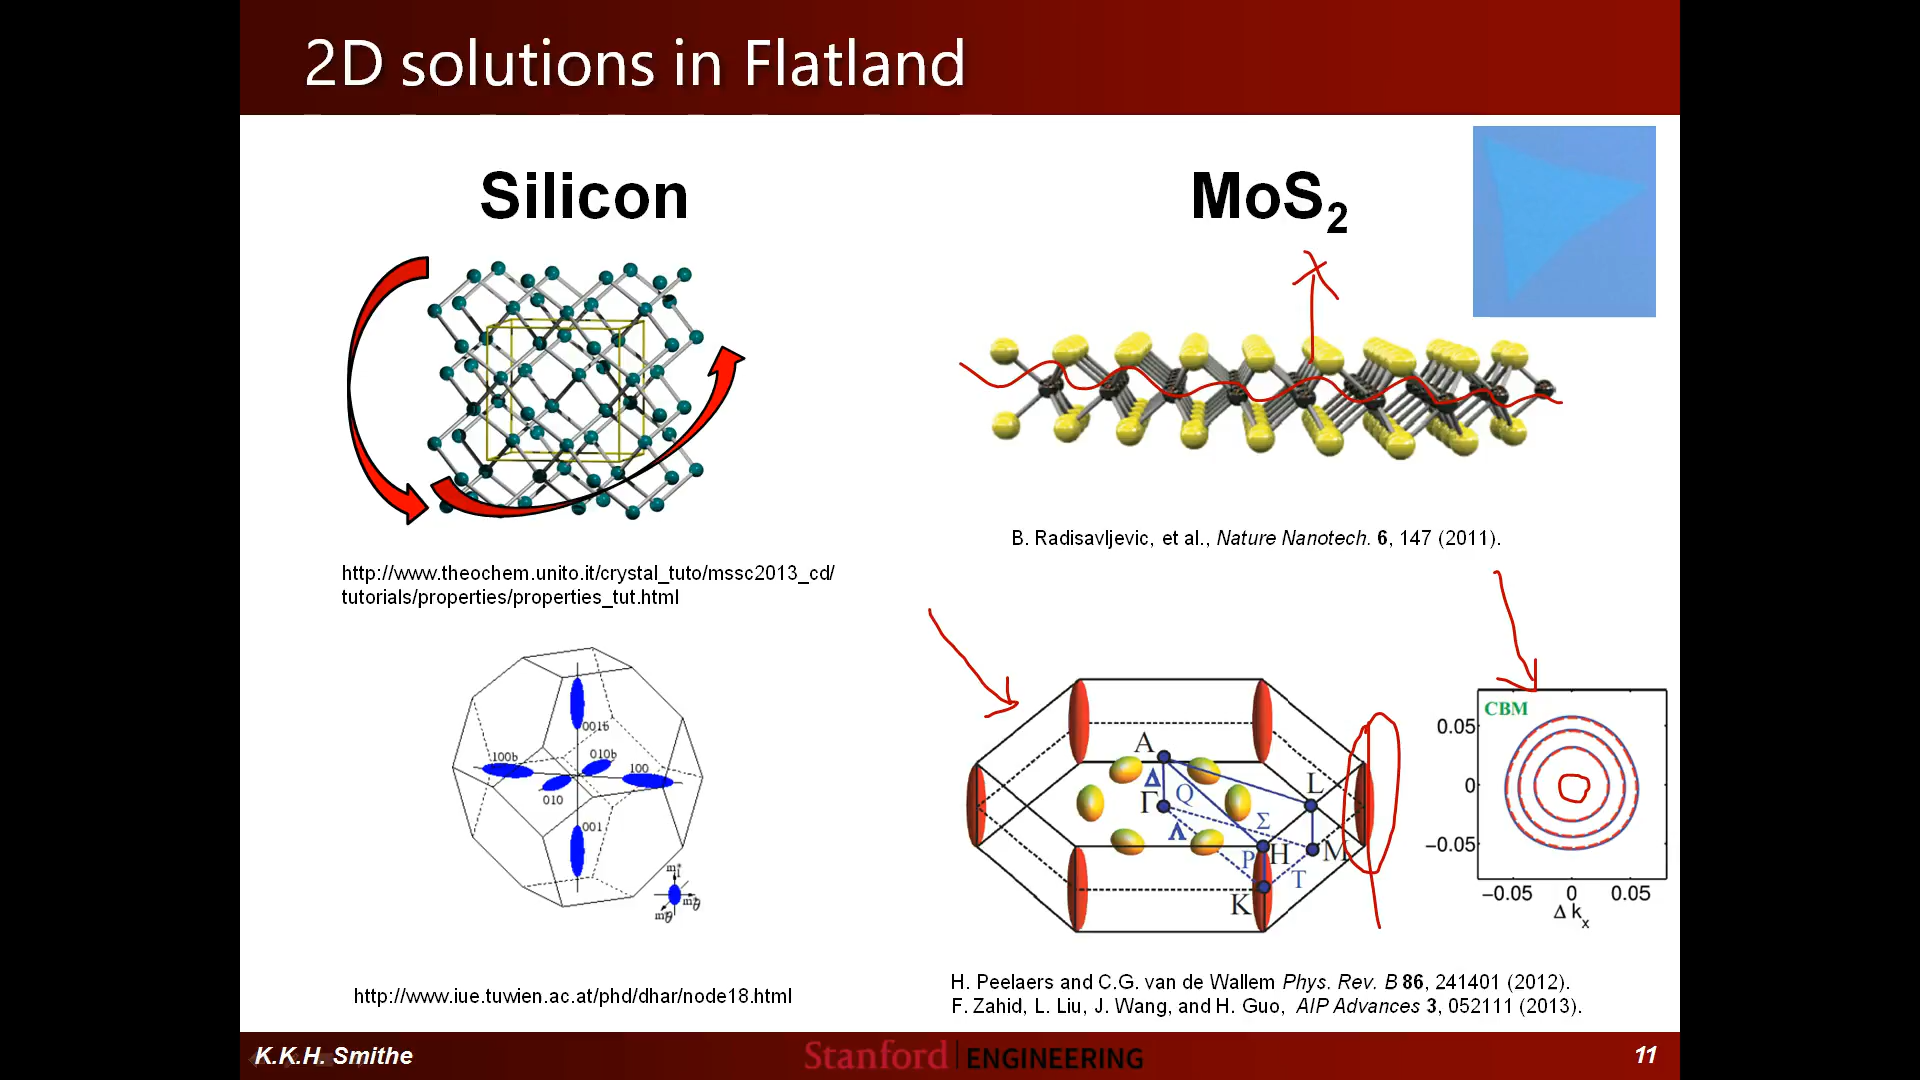 2D solutions in Flatland
Silicon
MoS2
B. Radisavljevic, et al., Nature Nanotech. 6, 147 (2011).
http://www.theochem.unito.it/crystal_tuto/mssc2013_cd/
tutorials/properties/properties_tut.html
001b
100b
010b
100
010
001
A
Δ
Q
Γ
Λ
Σ
L
P
H
M
T
K
CBM
0.05
0
−0.05
−0.05 0 0.05
Δ kx
http://www.iue.tuwien.ac.at/phd/dhar/node18.html
H. Peelaers and C.G. van de Wallem Phys. Rev. B 86, 241401 (2012).
F. Zahid, L. Liu, J. Wang, and H. Guo, AIP Advances 3, 052111 (2013).
K.K.H. Smithe
Stanford ENGINEERING
11